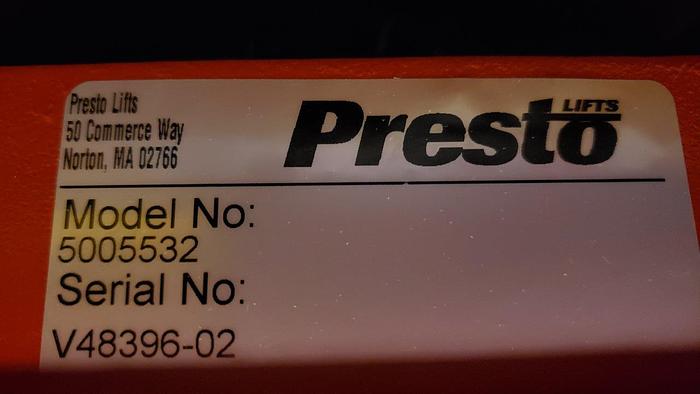 Presto Lifts
50 Commerce Way
Norton, MA 02766
Presto LIFTS
Model No:
5005532
Serial No:
V48396-02